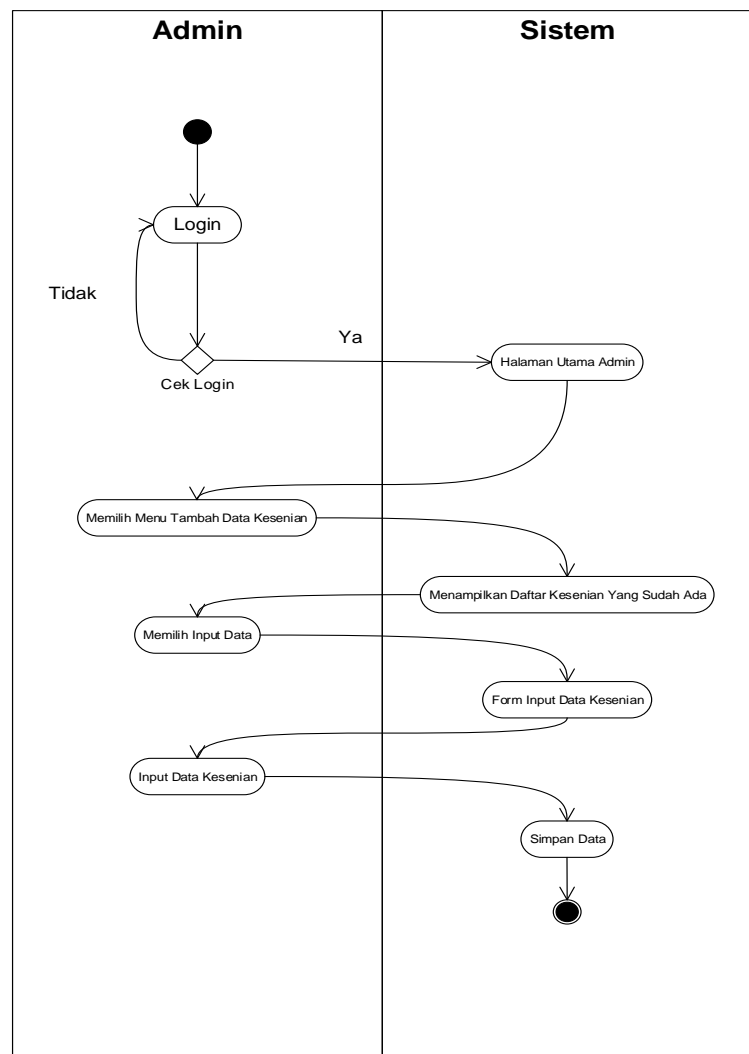 Admin
Sistem
Login
Tidak
Ya
Cek Login
Halaman Utama Admin
Memilih Menu Tambah Data Kesenian
Menampilkan Daftar Kesenian Yang Sudah Ada
Memilih Input Data
Form Input Data Kesenian
Input Data Kesenian
Simpan Data